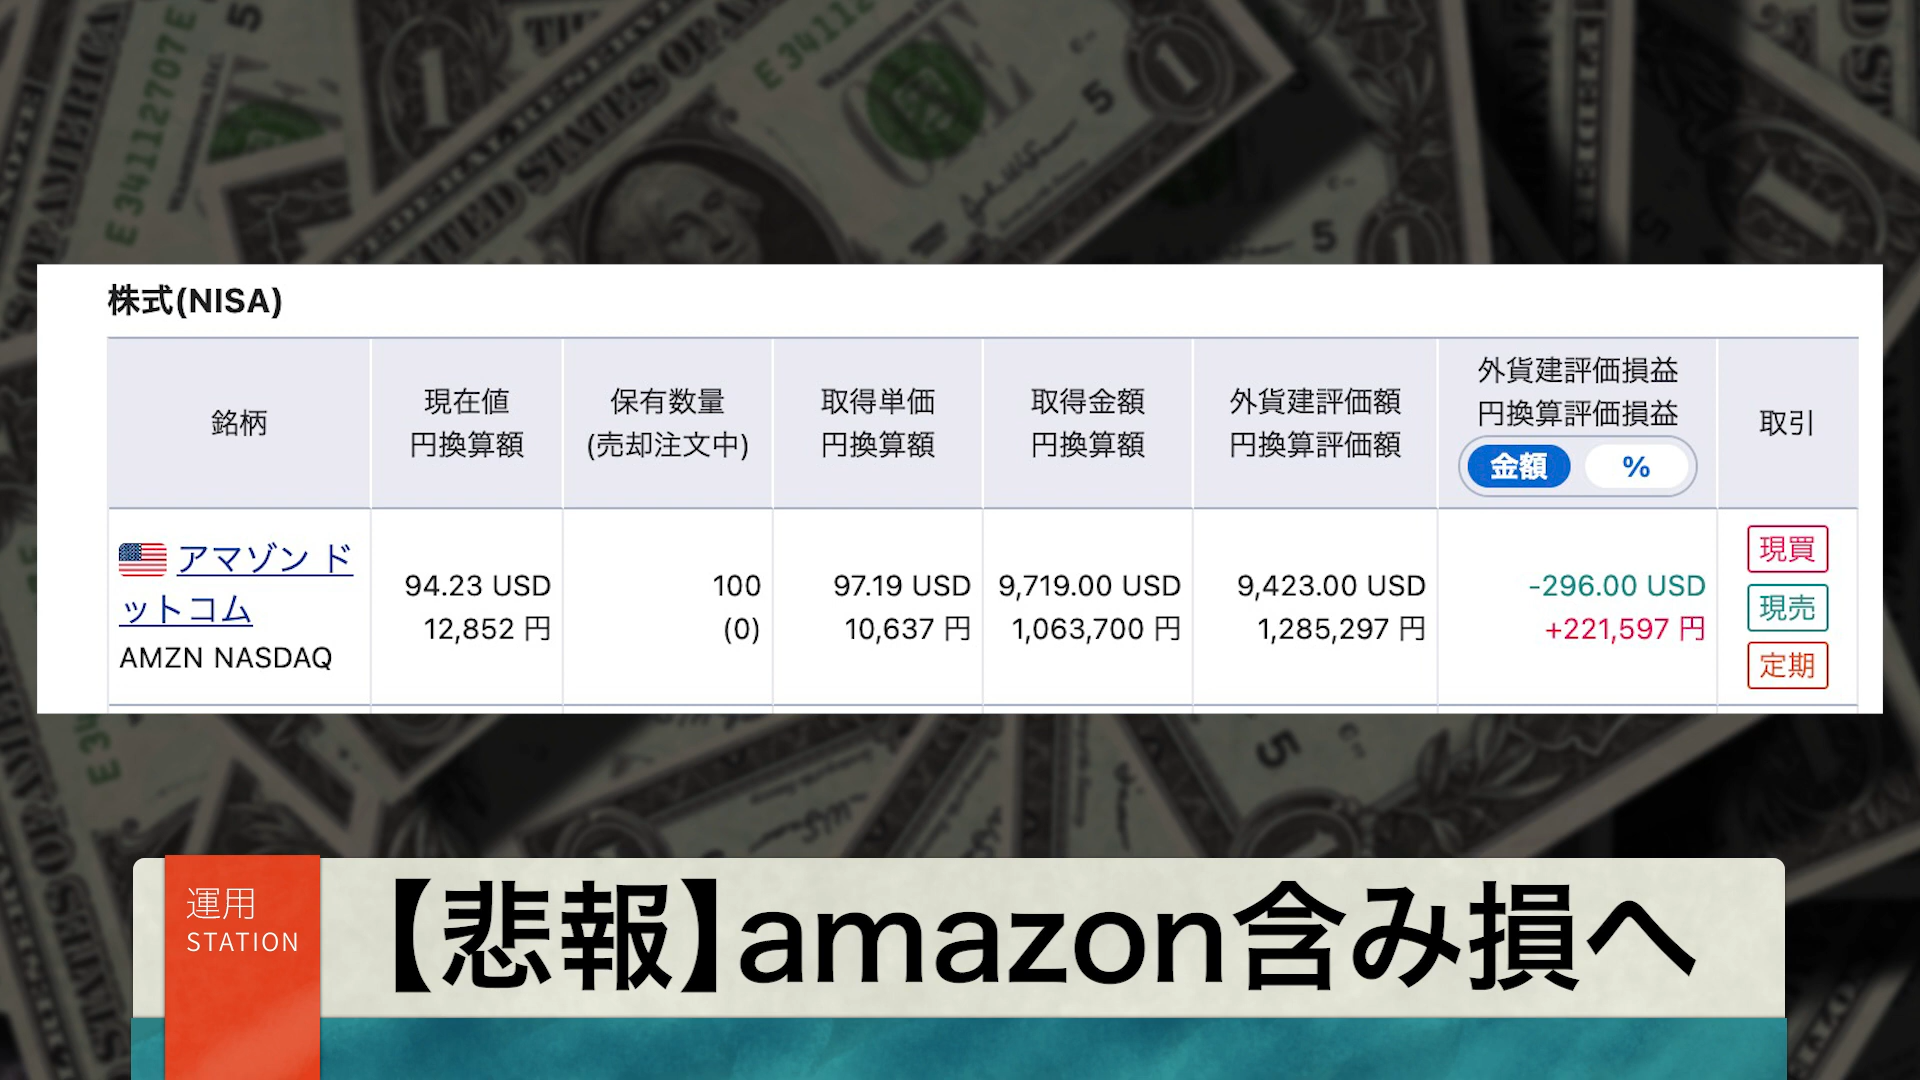 株式(NISA)
銘柄
現在値
円換算額
保有数量
(売却注文中)
取得単価
円換算額
取得金額
円換算額
外貨建評価額
円換算評価額
外貨建評価損益
円換算評価損益
金額 %
取引
アマゾン ド
ットコム
AMZN NASDAQ
94.23 USD
12,852 円
100
(0)
97.19 USD
10,637 円
9,719.00 USD
1,063,700 円
9,423.00 USD
1,285,297 円
-296.00 USD
+221,597 円
現買
現売
定期
運用
STATION
【悲報】amazon含み損へ